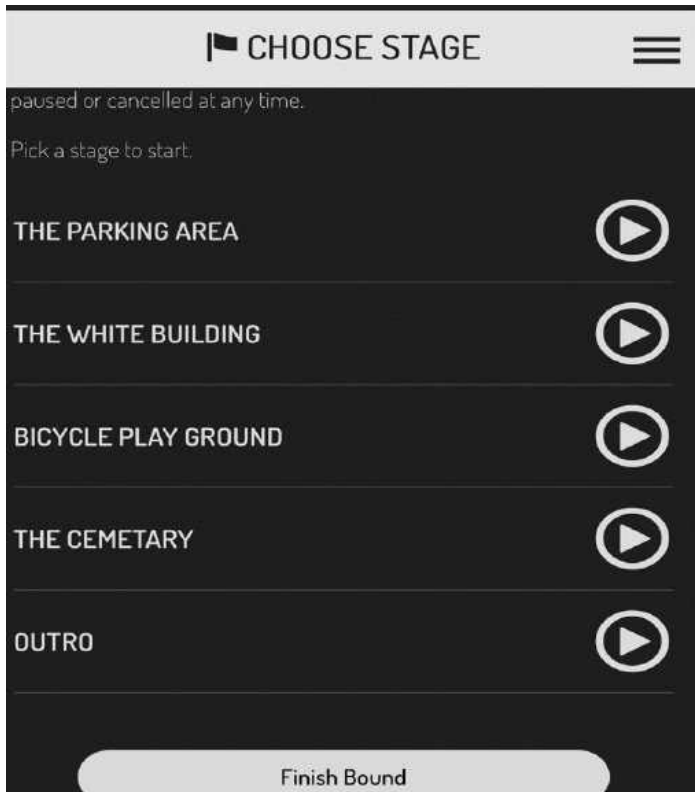 CHOOSE STAGE
paused or cancelled at any time.
Pick a stage to start.
THE PARKING AREA
THE WHITE BUILDING
BICYCLE PLAY GROUND
THE CEMETARY
OUTRO
Finish Bound